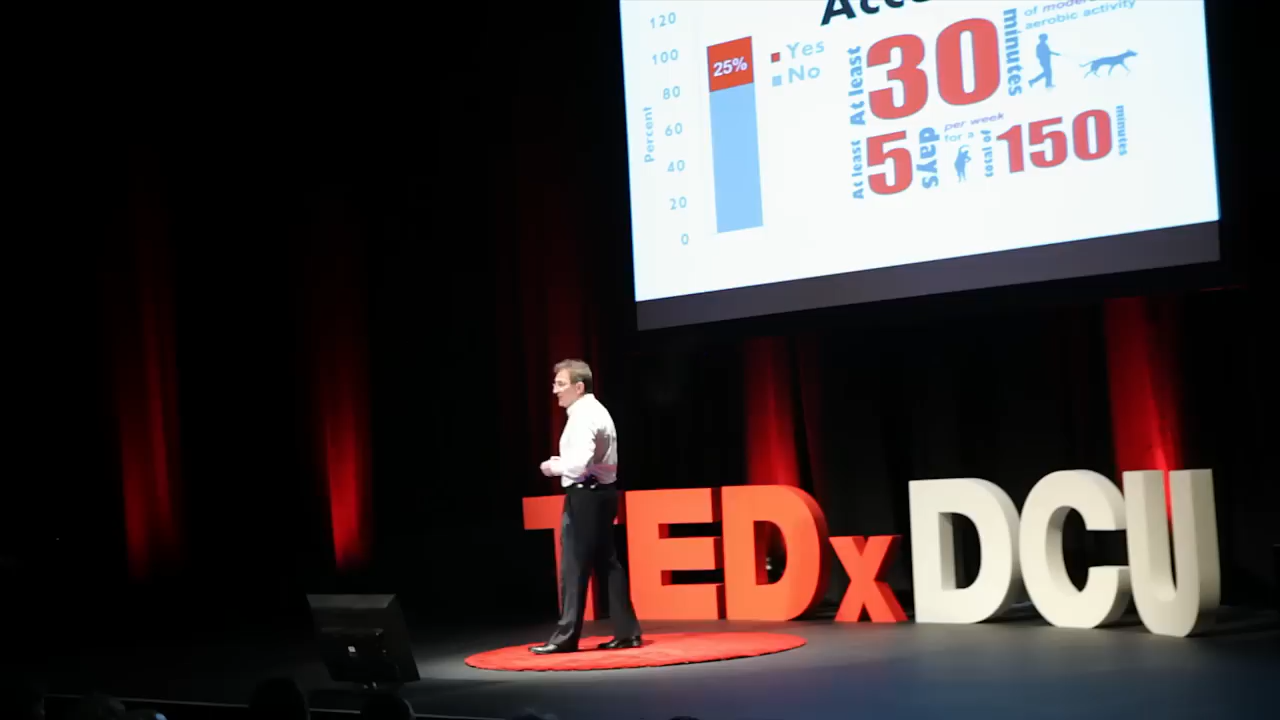 120
100
80
60
40
20
0
Percent
25%
Yes
No
At least 30 minutes
of moder
aerobic activity
At least 5 days
per week
for a
total of 150 minutes
TEDxDCU